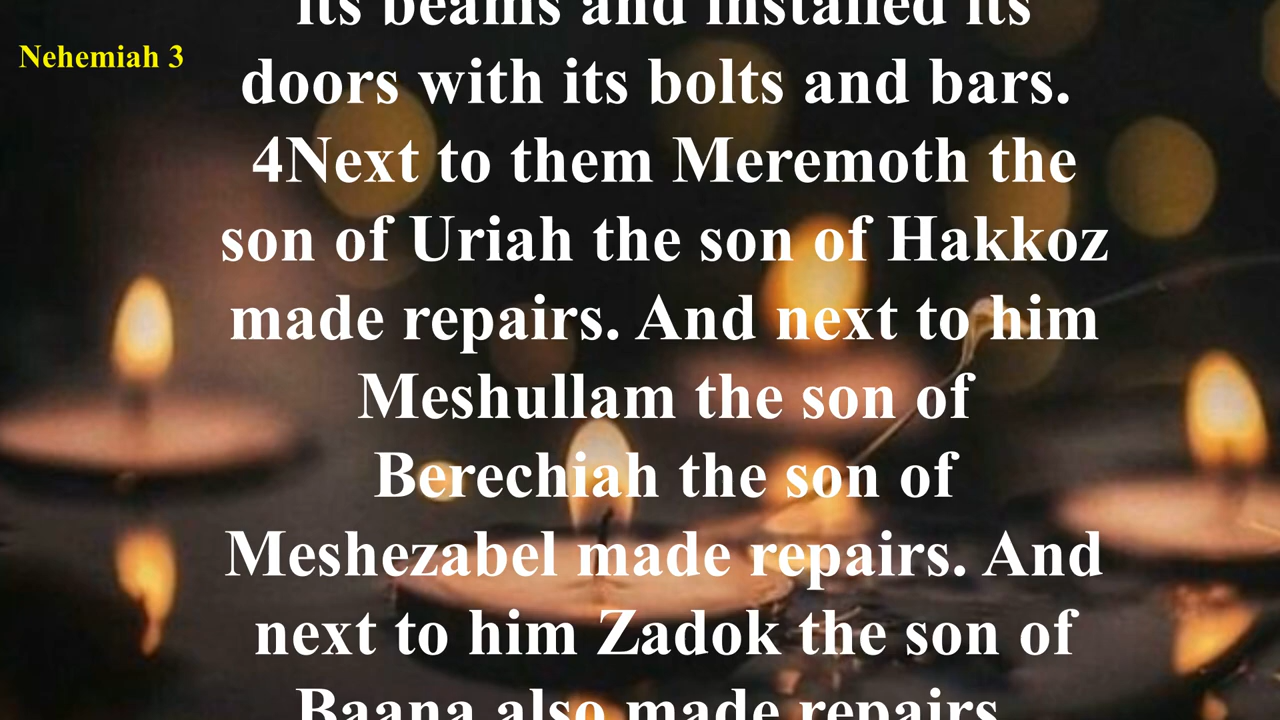 its beams and installed its
Nehemiah 3
doors with its bolts and bars.
4Next to them Meremoth the
son of Uriah the son of Hakkoz
made repairs. And next to him
Meshullam the son of
Berechiah the son of
Meshezabel made repairs. And
next to him Zadok the son of
Baana also made repairs